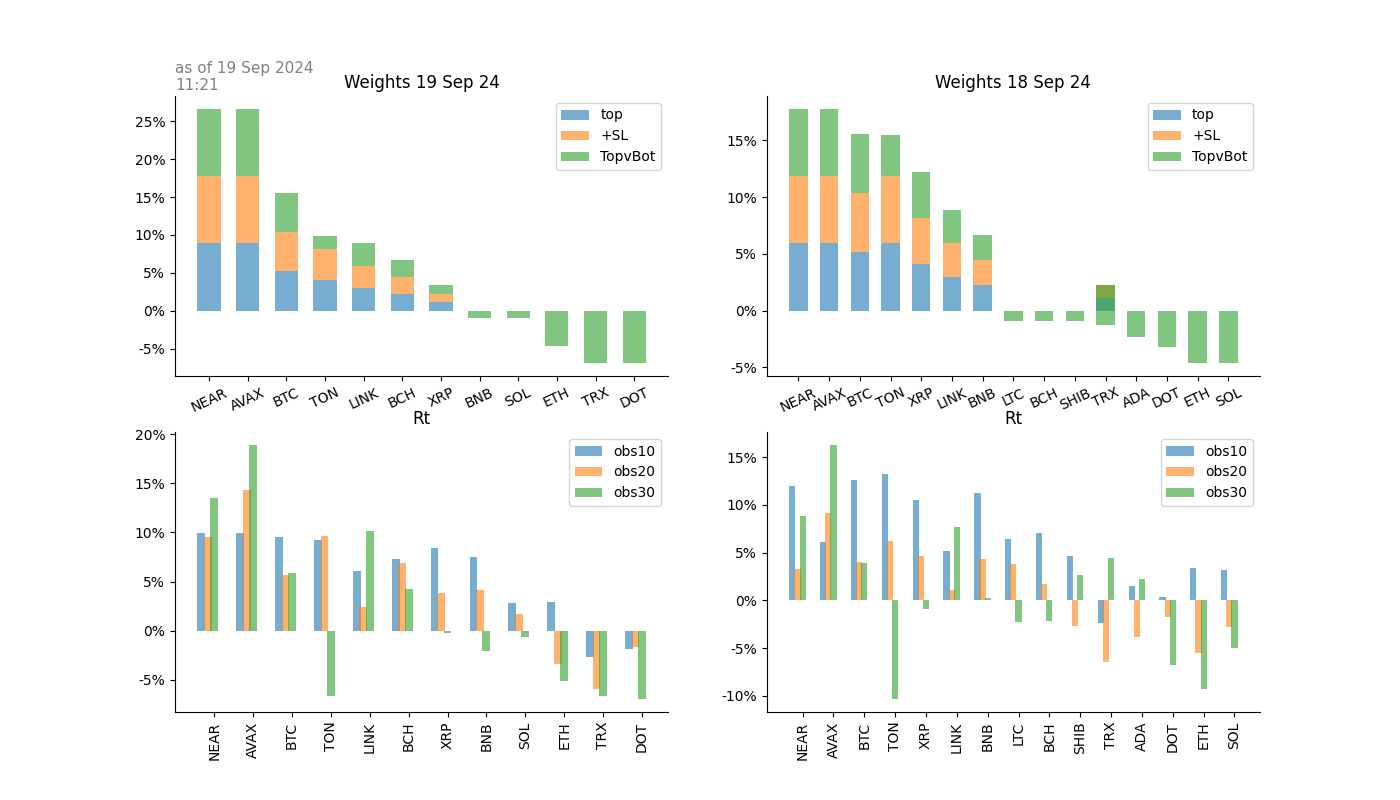 as of 19 Sep 2024
11:21
Weights 19 Sep 24
25%
20%
15%
10%
5%
0%
-5%
top
+SL
TopvBot
NEAR AVAX BTC TON LINK BCH XRP BNB SOL ETH TRX DOT
Weights 18 Sep 24
15%
10%
5%
0%
-5%
top
+SL
TopvBot
NEAR AVAX BTC TON XRP LINK BNB LTC BCH SHIB TRX ADA DOT ETH SOL
Rt
20%
15%
10%
5%
0%
-5%
obs10
obs20
obs30
NEAR AVAX BTC TON LINK BCH XRP BNB SOL ETH TRX DOT
Rt
15%
10%
5%
0%
-5%
-10%
obs10
obs20
obs30
NEAR AVAX BTC TON XRP LINK BNB LTC BCH SHIB TRX ADA DOT ETH SOL